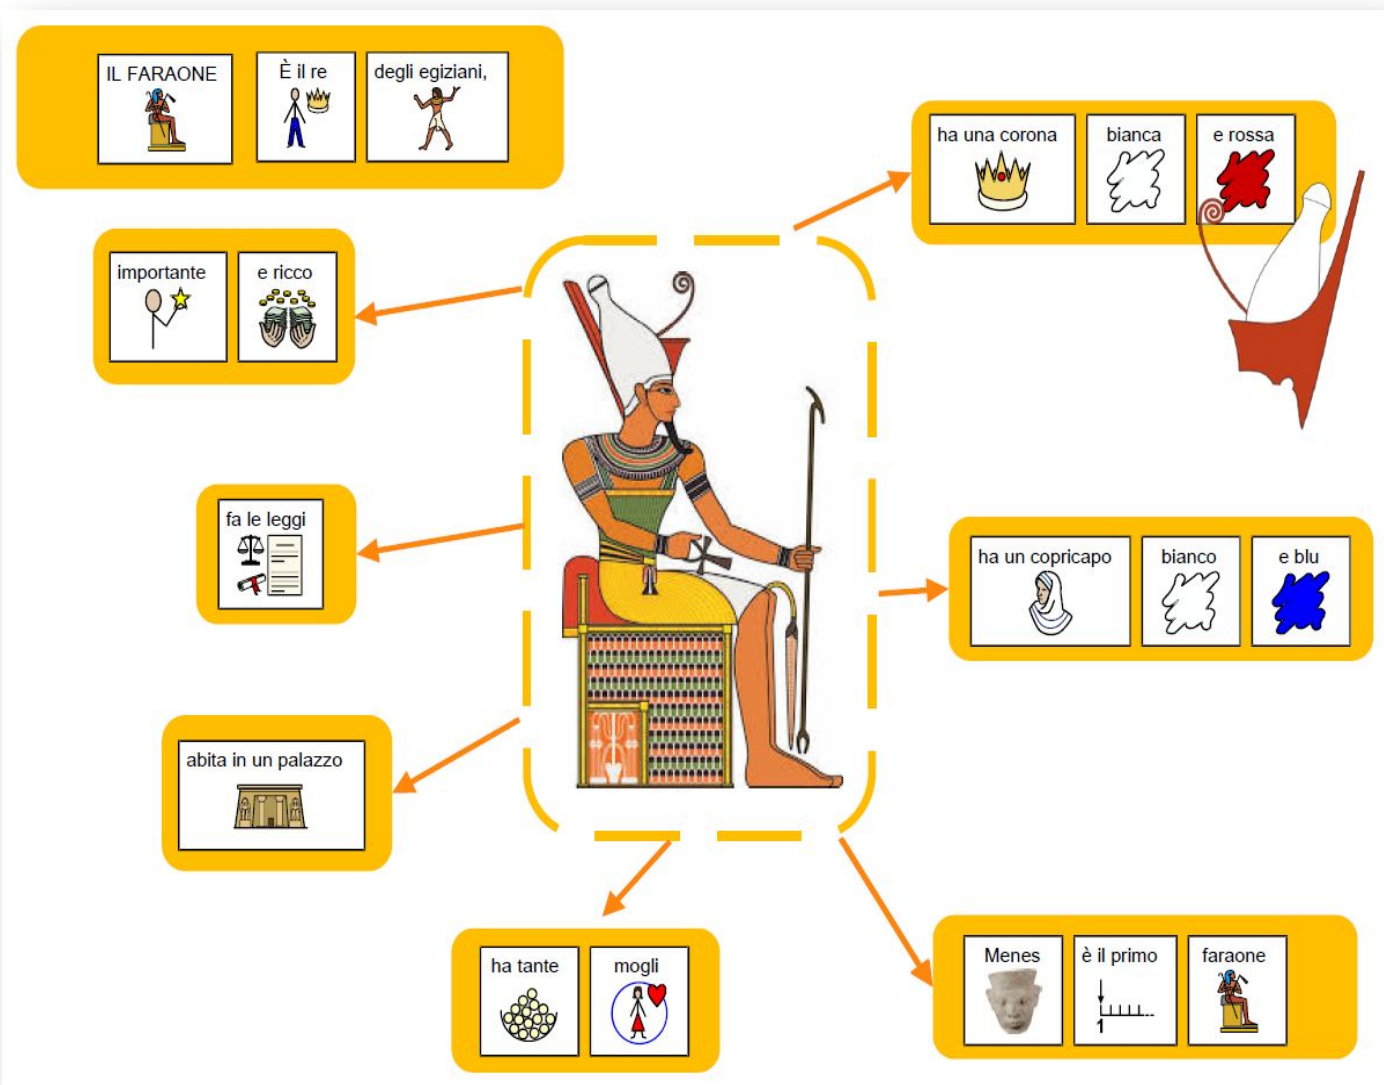 IL FARAONE
È il re
degli egiziani,
ha una corona
bianca
e rossa
importante
e ricco
fa le leggi
ha un copricapo
bianco
e blu
abita in un palazzo
ha tante
mogli
Menes
è il primo
1
faraone